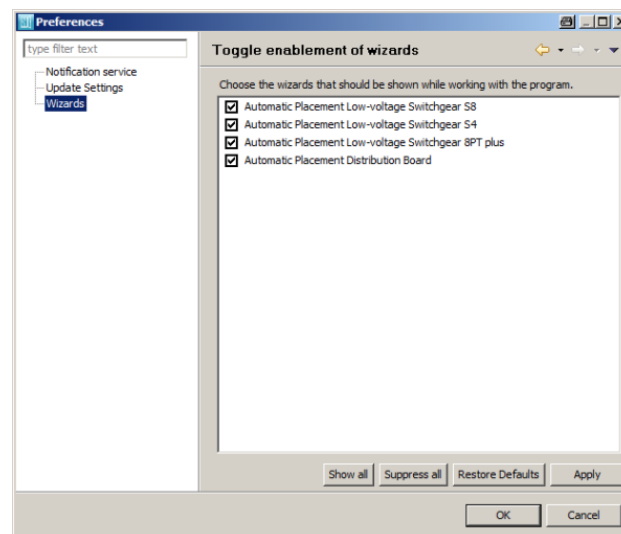 Preferences
type filter text
Toggle enablement of wizards
Notification service
Update Settings
Wizards
Choose the wizards that should be shown while working with the program.
Automatic Placement Low-voltage Switchgear S8
Automatic Placement Low-voltage Switchgear S4
Automatic Placement Low-voltage Switchgear 8PT plus
Automatic Placement Distribution Board
Show all Suppress all Restore Defaults Apply
OK Cancel